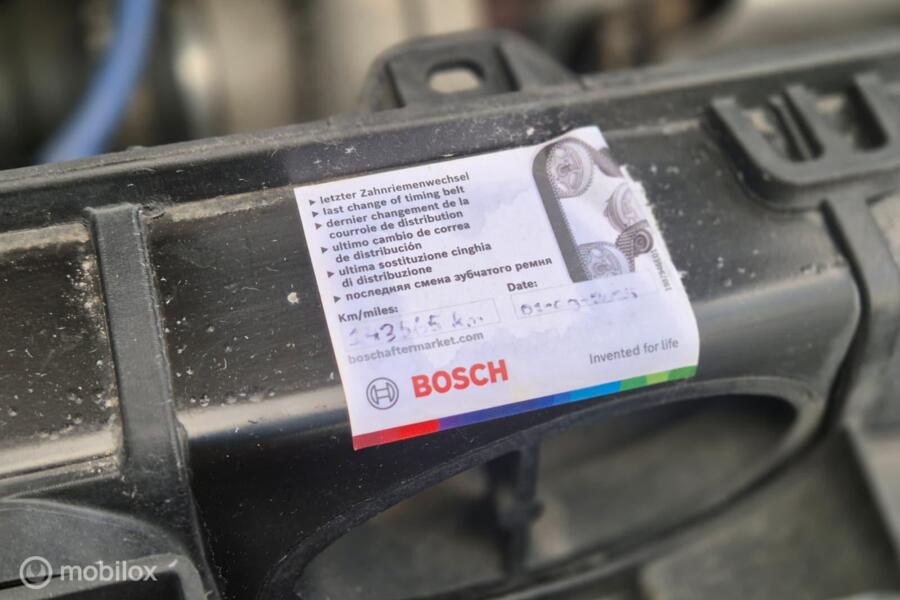 ▸ letzter Zahnriemenwechsel
▸ last change of timing belt
▸ dernier changement de la
courroie de distribution
▸ ultimo cambio de correa
de distribución
▸ ultima sostituzione cinghia
di distribuzione
▸ последняя смена зубчатого ремня
Km/miles:
Date:
km
boschaftermarket.com
BOSCH
Invented for life
mobilox